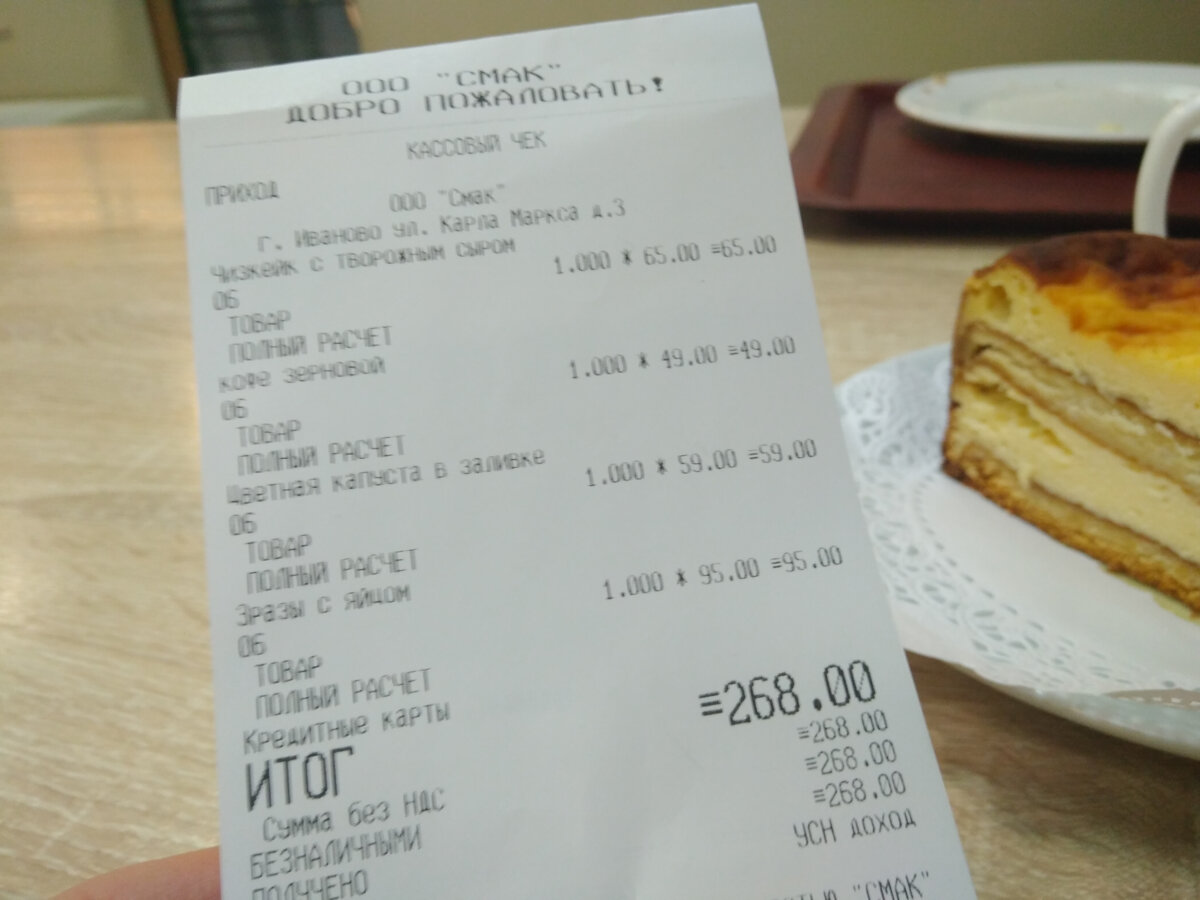 ООО "СМАК"
ДОБРО ПОЖАЛОВАТЬ!
КАССОВЫЙ ЧЕК
ПРИХОД
ООО "Смак"
г. Иваново ул. Карла Маркса д.3
Чизкейк с творожным сыром
1.000 * 65.00 =65.00
06
ТОВАР
ПОЛНЫЙ РАСЧЕТ
кофе зерновой
1.000 * 49.00 =49.00
06
ТОВАР
ПОЛНЫЙ РАСЧЕТ
Цветная капуста в заливке
1.000 * 59.00 =59.00
06
ТОВАР
ПОЛНЫЙ РАСЧЕТ
Зразы с яйцом
1.000 * 95.00 =95.00
06
ТОВАР
ПОЛНЫЙ РАСЧЕТ
Кредитные карты
ИТОГ =268.00
Сумма без НДС =268.00
БЕЗНАЛИЧНЫМИ =268.00
ПОЛУЧЕНО =268.00
УСН доход
"СМАК"